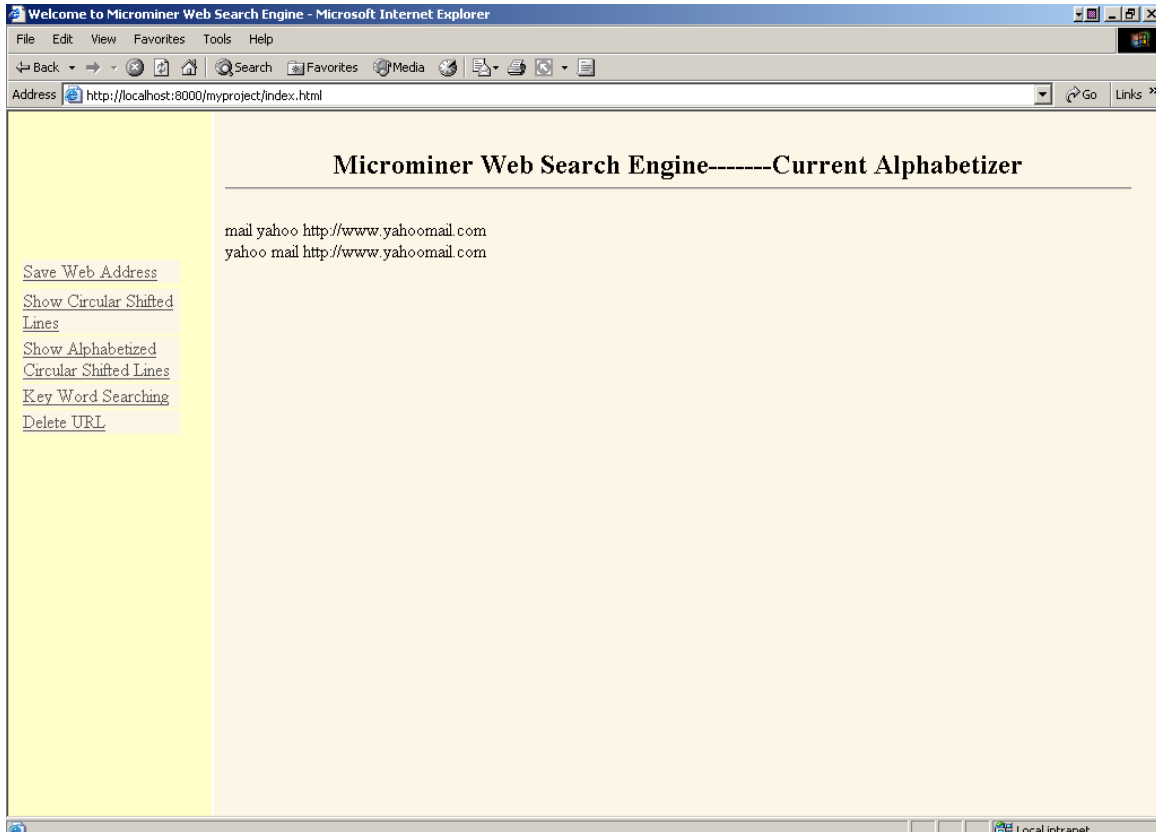 Welcome to Microminer Web Search Engine - Microsoft Internet Explorer
File Edit View Favorites Tools Help
Back Search Favorites Media
Address http://localhost:8000/myproject/index.html Go Links »
Microminer Web Search Engine-------Current Alphabetizer
mail yahoo http://www.yahoomail.com
yahoo mail http://www.yahoomail.com
Save Web Address
Show Circular Shifted
Lines
Show Alphabetized
Circular Shifted Lines
Key Word Searching
Delete URL
Local intranet